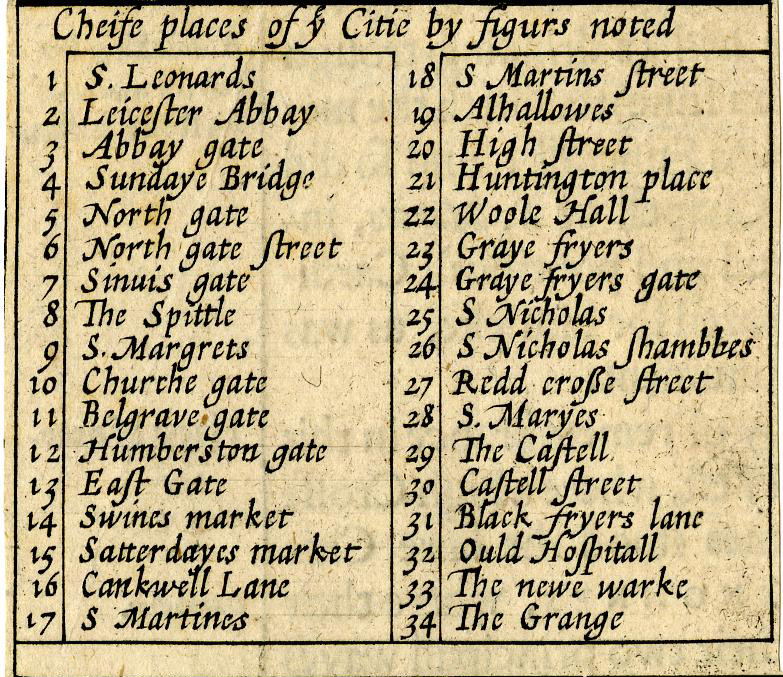 Cheife places of yͤ Citie by figurs noted
1 S. Leonards
2 Leiceſter Abbay
3 Abbay gate
4 Sundaye Bridge
5 North gate
6 North gate ſtreet
7 Sinuis gate
8 The Spittle
9 S. Margrets
10 Churche gate
11 Belgrave gate
12 Humberston gate
13 Eaſt Gate
14 Swines market
15 Satterdayes market
16 Cankwell Lane
17 S Martines
18 S Martins ſtreet
19 Alhallowes
20 High ſtreet
21 Huntington place
22 Woole Hall
23 Graye fryers
24 Graye fryers gate
25 S Nicholas
26 S Nicholas ſhambbes
27 Redd croße ſtreet
28 S. Maryes
29 The Caſtell
30 Caſtell ſtreet
31 Black fryers lane
32 Ould Hoſpitall
33 The newe warke
34 The Grange